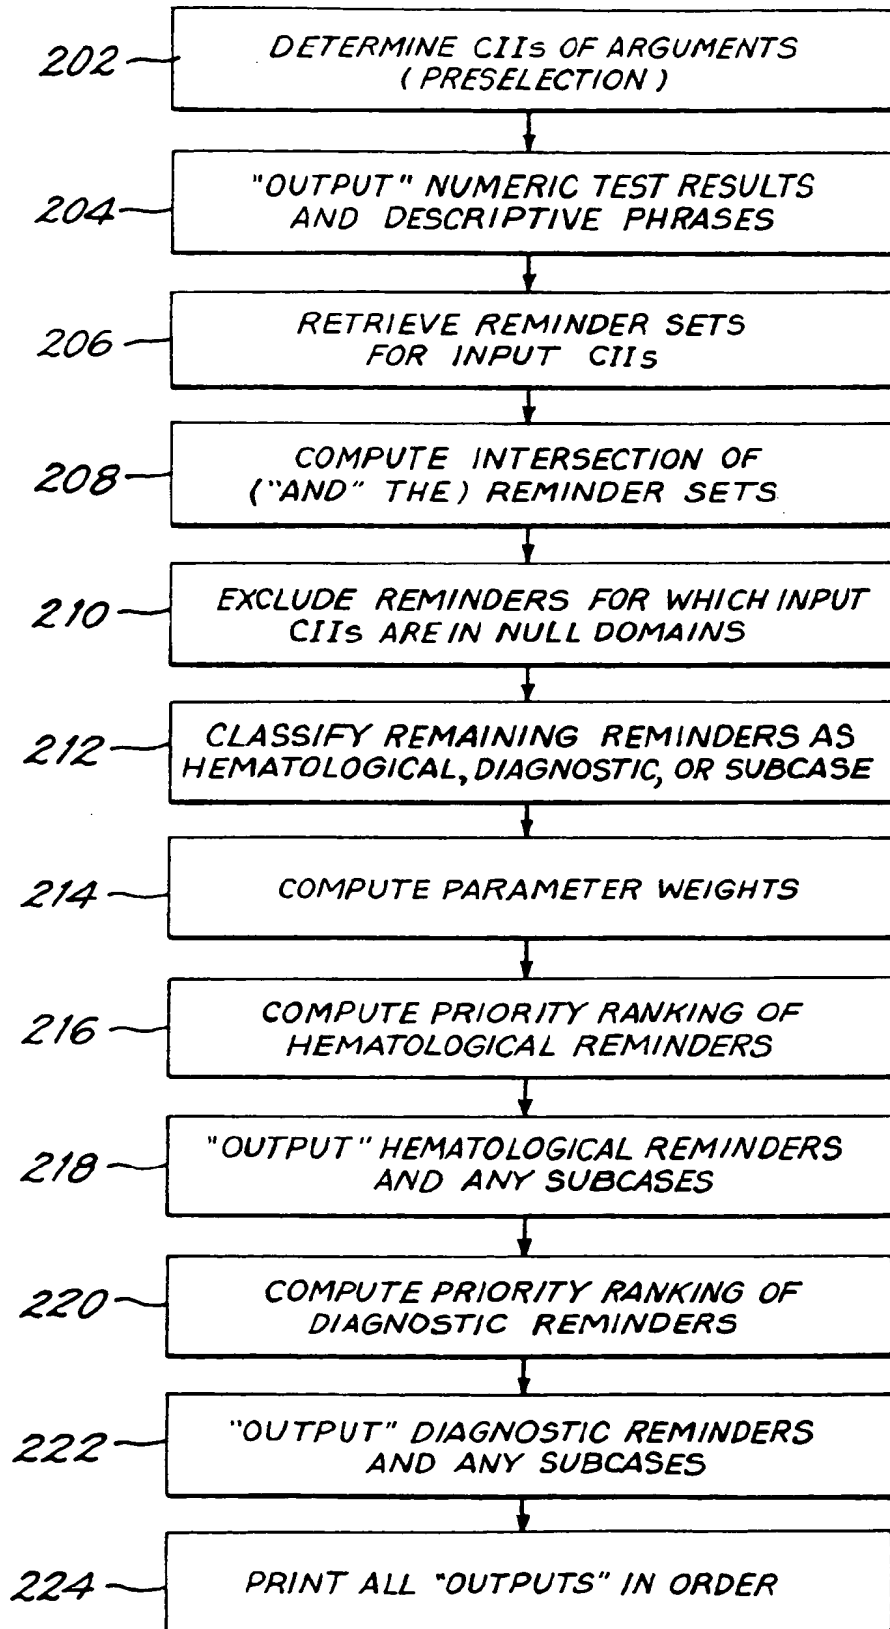 202
DETERMINE CIIs OF ARGUMENTS
(PRESELECTION)
204
"OUTPUT" NUMERIC TEST RESULTS
AND DESCRIPTIVE PHRASES
206
RETRIEVE REMINDER SETS
FOR INPUT CIIs
208
COMPUTE INTERSECTION OF
("AND" THE) REMINDER SETS
210
EXCLUDE REMINDERS FOR WHICH INPUT
CIIs ARE IN NULL DOMAINS
212
CLASSIFY REMAINING REMINDERS AS
HEMATOLOGICAL, DIAGNOSTIC, OR SUBCASE
214
COMPUTE PARAMETER WEIGHTS
216
COMPUTE PRIORITY RANKING OF
HEMATOLOGICAL REMINDERS
218
"OUTPUT" HEMATOLOGICAL REMINDERS
AND ANY SUBCASES
220
COMPUTE PRIORITY RANKING OF
DIAGNOSTIC REMINDERS
222
"OUTPUT" DIAGNOSTIC REMINDERS
AND ANY SUBCASES
224
PRINT ALL "OUTPUTS" IN ORDER